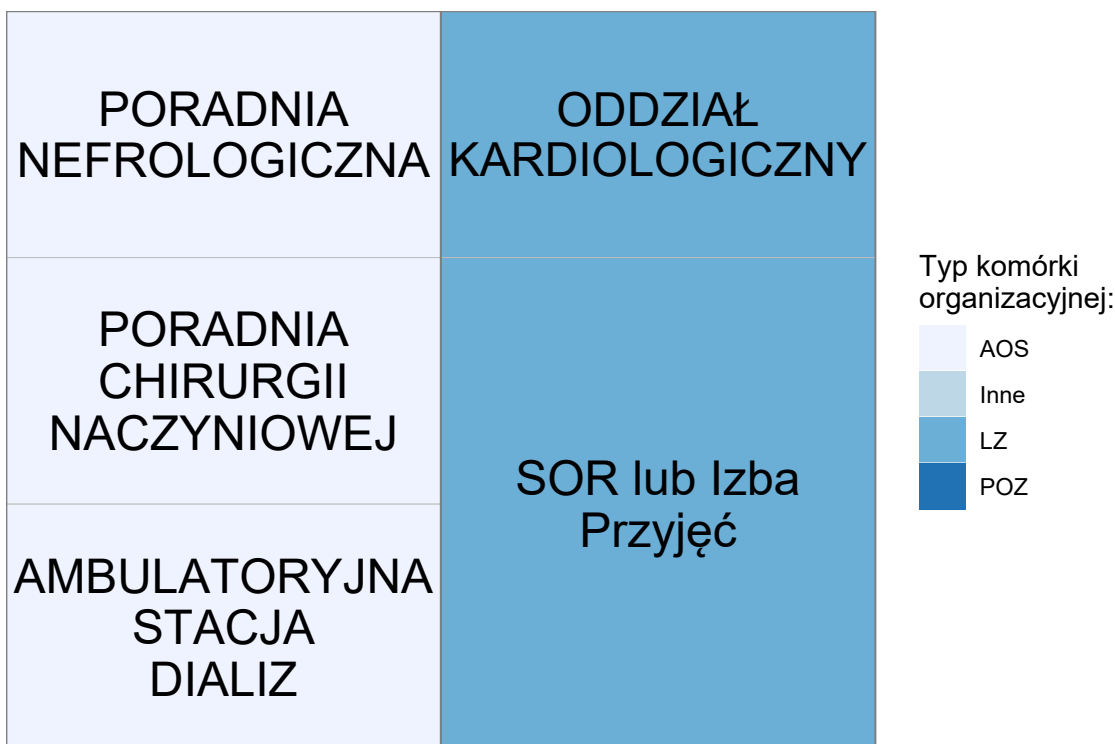 PORADNIA
NEFROLOGICZNA
PORADNIA
CHIRURGII
NACZYNIOWEJ
AMBULATORYJNA
STACJA
DIALIZ
ODDZIAŁ
KARDIOLOGICZNY
SOR lub Izba
Przyjęć
Typ komórki
organizacyjnej:
AOS
Inne
LZ
POZ